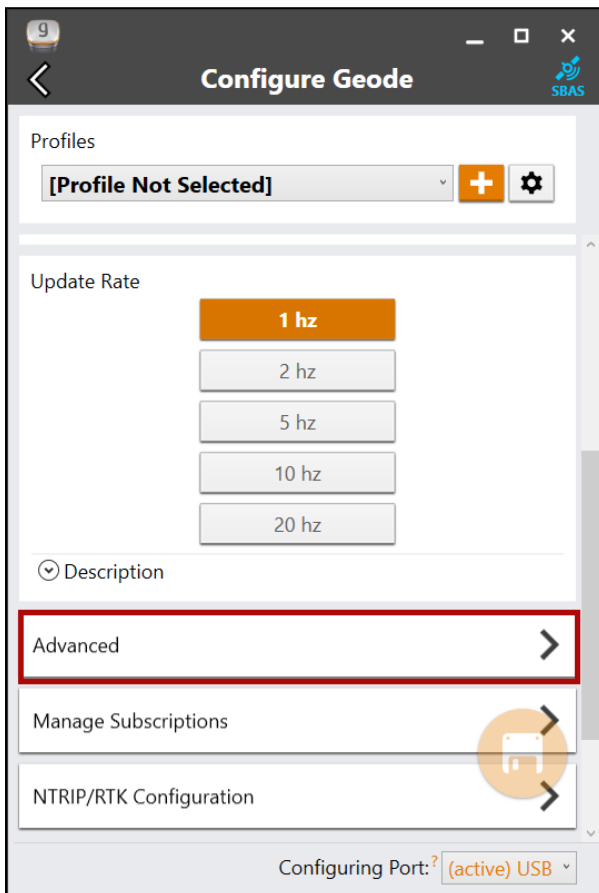 g
Configure Geode
SBAS
Profiles
[Profile Not Selected]
Update Rate
1 hz
2 hz
5 hz
10 hz
20 hz
Description
Advanced
Manage Subscriptions
NTRIP/RTK Configuration
Configuring Port:? (active) USB